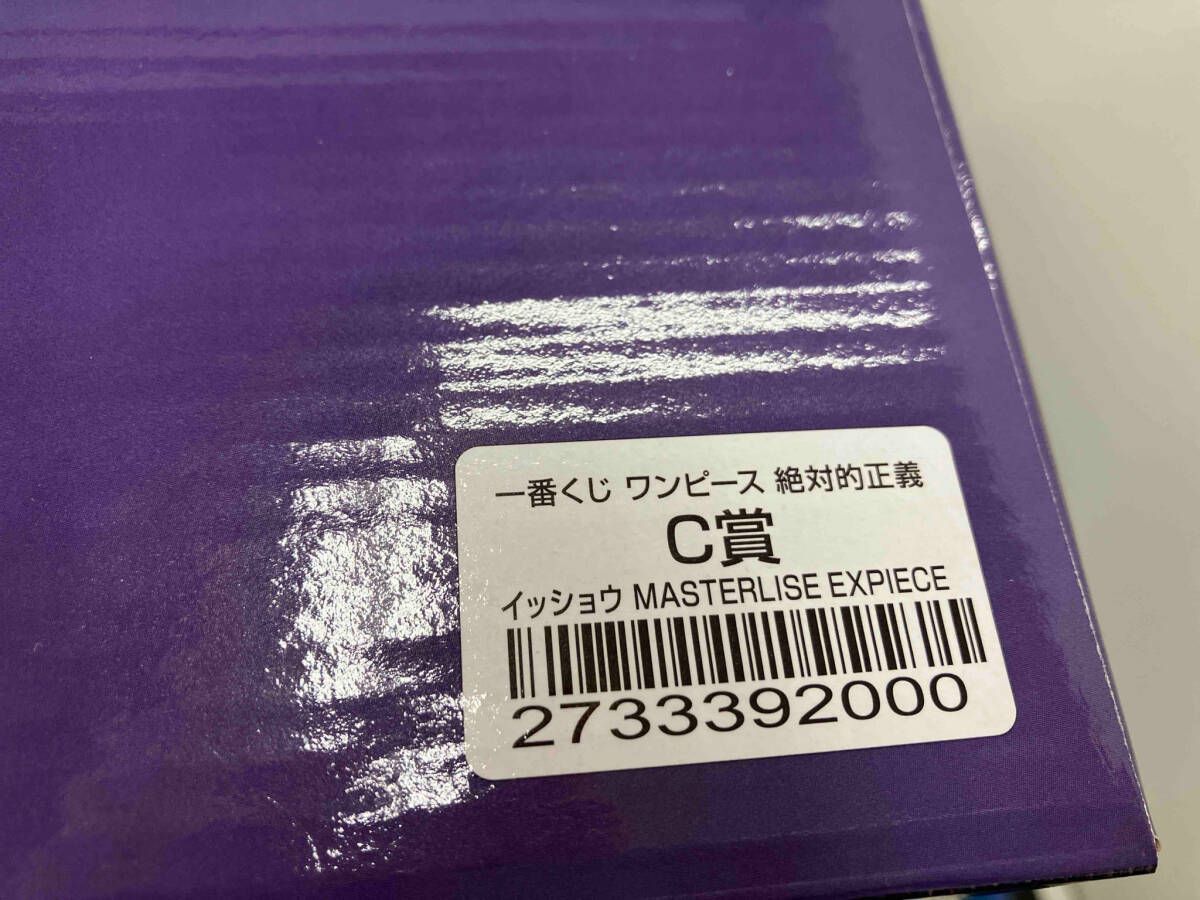 一番くじ ワンピース 絶対的正義
C賞
イッショウ MASTERLISE EXPIECE
2733392000